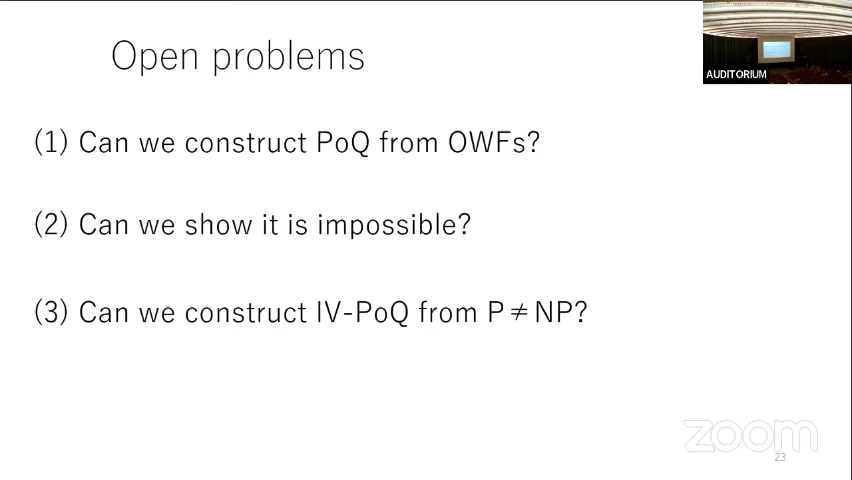 Open problems
AUDITORIUM
(1) Can we construct PoQ from OWFs?
(2) Can we show it is impossible?
(3) Can we construct IV-PoQ from P≠NP?
zoom
23